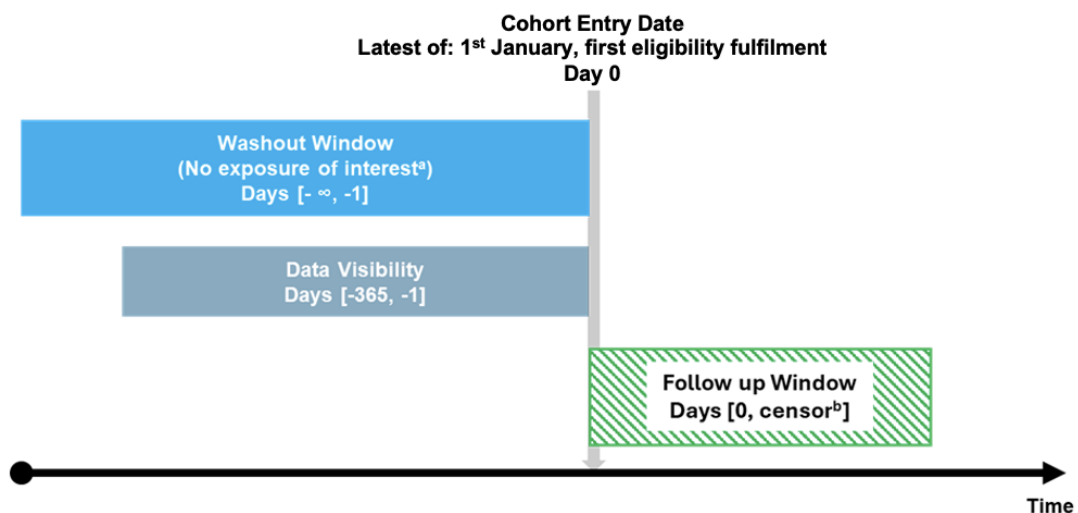 Cohort Entry Date
Latest of: 1st January, first eligibility fulfilment
Day 0
Washout Window
(No exposure of interestᵃ)
Days [- ∞, -1]
Data Visibility
Days [-365, -1]
Follow up Window
Days [0, censorᵇ]
Time